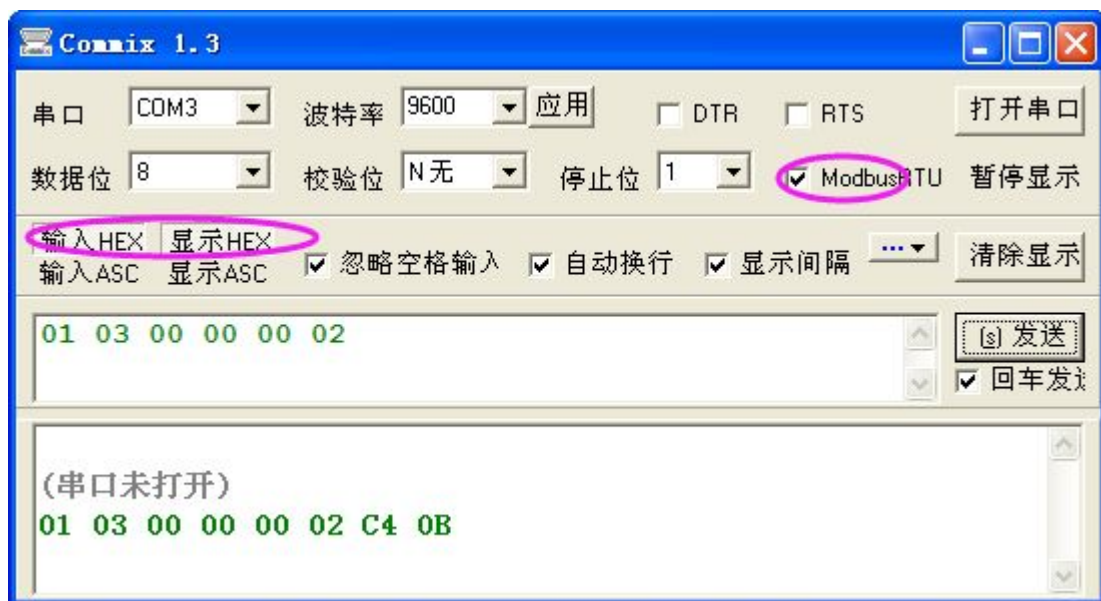 Commix 1.3
串口 COM3 波特率 9600 应用 DTR RTS 打开串口
数据位 8 校验位 N无 停止位 1 ModbusRTU 暂停显示
输入HEX 显示HEX
输入ASC 显示ASC 忽略空格输入 自动换行 显示间隔 ... 清除显示
01 03 00 00 00 02
(s) 发送
回车发送
(串口未打开)
01 03 00 00 00 02 C4 0B